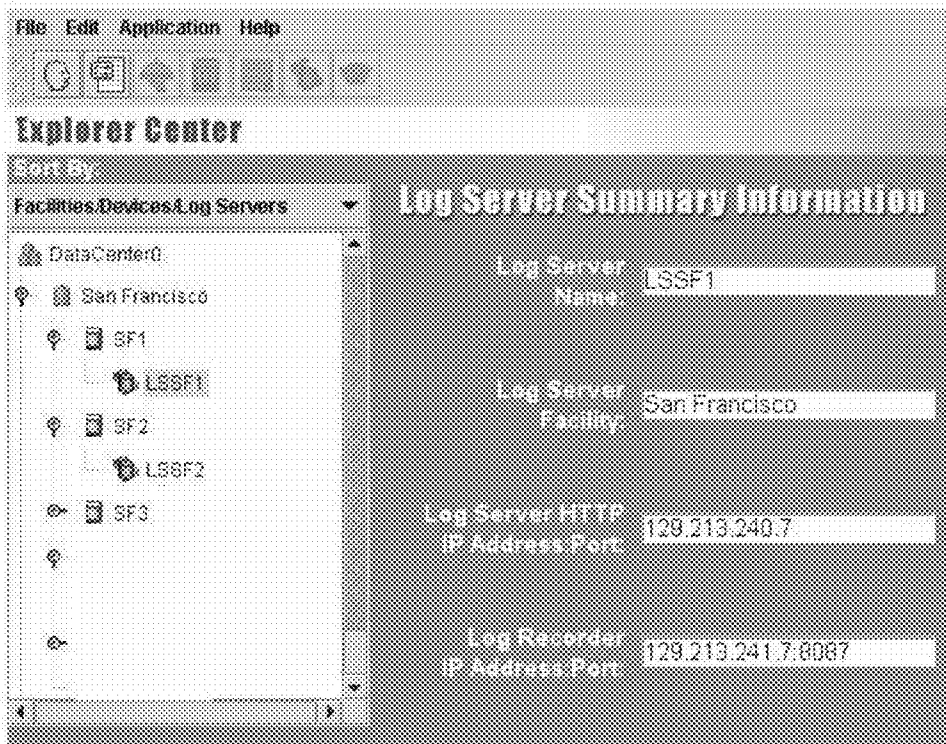 File Edit Application Help
Explorer Center
Sort By:
Facilities/Devices/Log Servers
DataCenter0
San Francisco
SF1
LSSF1
SF2
LSSF2
SF3
Log Server Summary Information
Log Server
Name:
LSSF1
Log Server
Facility:
San Francisco
Log Server HTTP
IP Address:Port:
129.213.240.7
Log Recorder
IP Address:Port:
129.213.241.7:8087